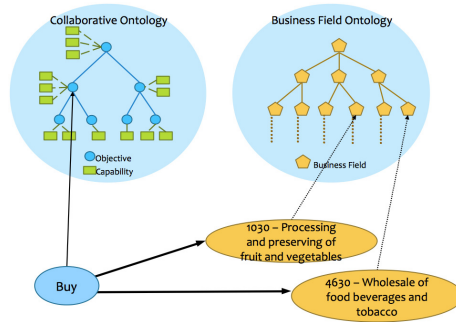 Collaborative Ontology
Business Field Ontology
Objective
Capability
Business Field
1030 – Processing
and preserving of
fruit and vegetables
Buy
4630 – Wholesale of
food beverages and
tobacco